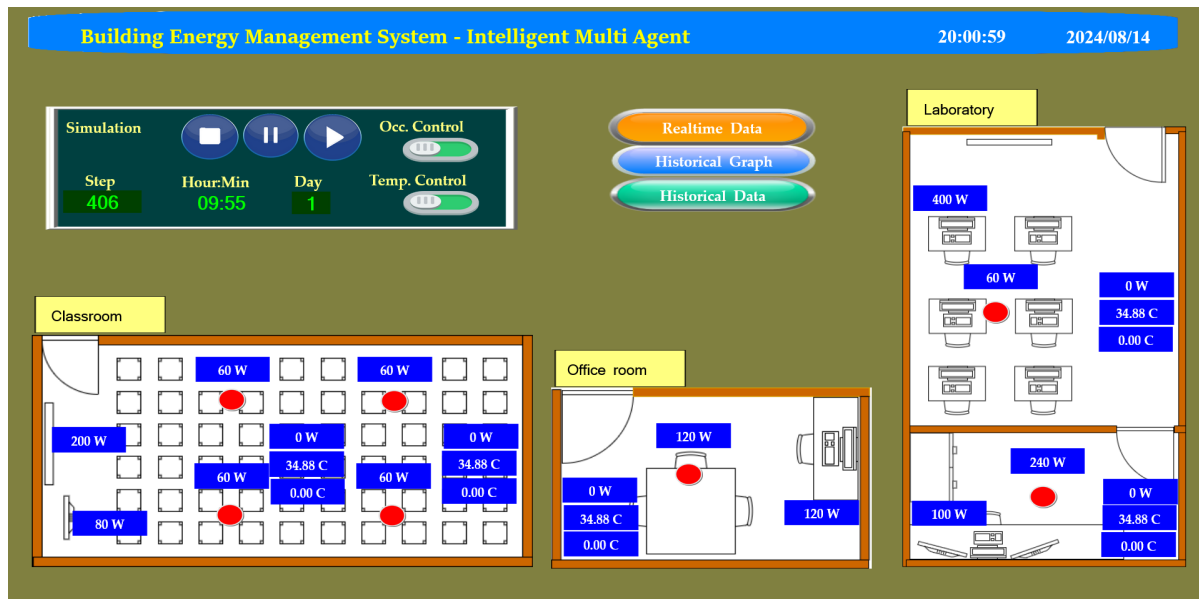 Building Energy Management System - Intelligent Multi Agent
20:00:59
2024/08/14
Simulation
Occ. Control
Step
Hour:Min
Day
Temp. Control
406
09:55
1
Realtime Data
Historical Graph
Historical Data
Laboratory
400 W
60 W
0 W
34.88 C
0.00 C
240 W
100 W
0 W
34.88 C
0.00 C
Classroom
60 W
60 W
200 W
0 W
34.88 C
0.00 C
0 W
34.88 C
0.00 C
60 W
60 W
80 W
Office room
120 W
0 W
34.88 C
0.00 C
120 W